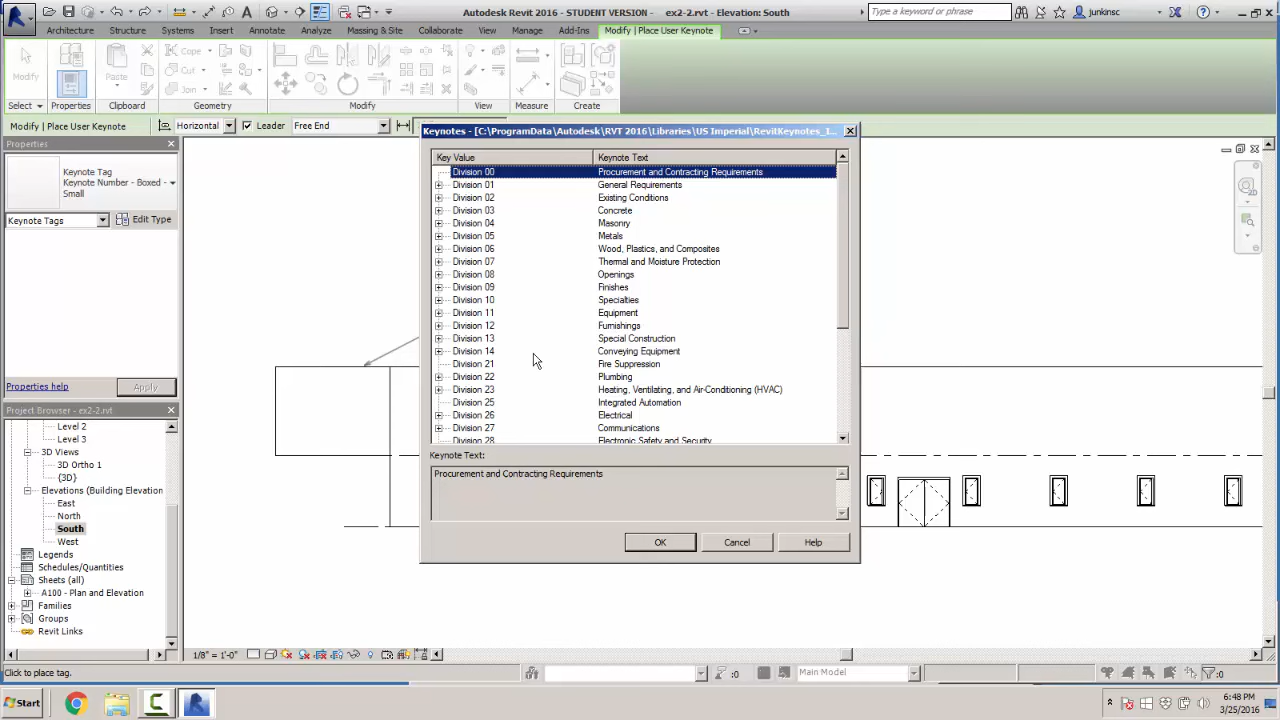 Autodesk Revit 2016 - STUDENT VERSION - ex2-2.rvt - Elevation: South
Type a keyword or phrase
junkinsc
Architecture Structure Systems Insert Annotate Analyze Massing & Site Collaborate View Manage Add-Ins Modify | Place User Keynote
Modify
Properties
Paste
Cope
Cut
Join
Select Properties Clipboard Geometry Modify View Measure Create
Modify | Place User Keynote Horizontal Leader Free End
Properties
Keynote Tag
Keynote Number - Boxed -
Small
Keynote Tags Edit Type
Properties help Apply
Project Browser - ex2-2.rvt
Level 2
Level 3
3D Views
3D Ortho 1
{3D}
Elevations (Building Elevation
East
North
South
West
Legends
Schedules/Quantities
Sheets (all)
A100 - Plan and Elevation
Families
Groups
Revit Links
Keynotes - [C:\ProgramData\Autodesk\RVT 2016\Libraries\US Imperial\RevitKeynotes_1...
Key Value Keynote Text
Division 00 Procurement and Contracting Requirements
Division 01 General Requirements
Division 02 Existing Conditions
Division 03 Concrete
Division 04 Masonry
Division 05 Metals
Division 06 Wood, Plastics, and Composites
Division 07 Thermal and Moisture Protection
Division 08 Openings
Division 09 Finishes
Division 10 Specialties
Division 11 Equipment
Division 12 Furnishings
Division 13 Special Construction
Division 14 Conveying Equipment
Division 21 Fire Suppression
Division 22 Plumbing
Division 23 Heating, Ventilating, and Air-Conditioning (HVAC)
Division 25 Integrated Automation
Division 26 Electrical
Division 27 Communications
Division 28 Electronic Safety and Security
Keynote Text:
Procurement and Contracting Requirements
OK Cancel Help
1/8" = 1'-0"
Click to place tag.
:0
Main Model
:0
Start
6:48 PM
3/25/2016